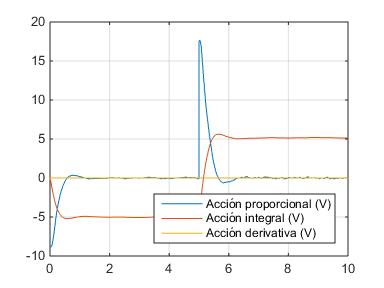 20
15
10
5
0
-5
-10
Acción proporcional (V)
Acción integral (V)
Acción derivativa (V)
0 2 4 6 8 10